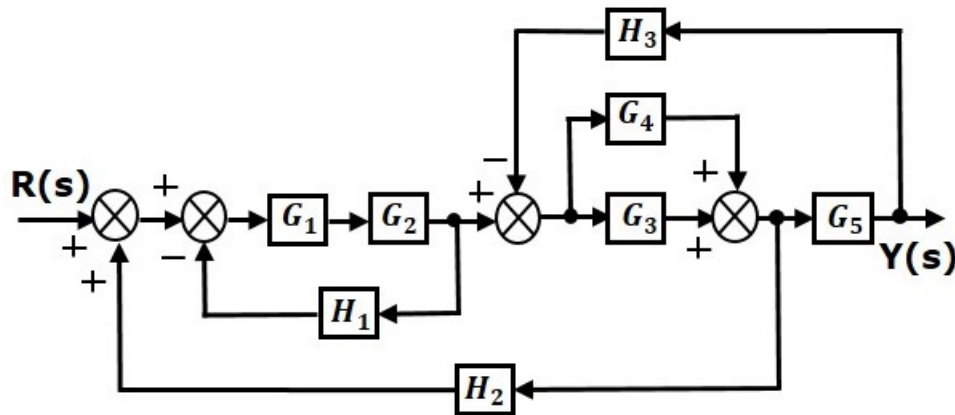 H₃
G₄
R(s) + + − +
G₁ G₂ G₃ G₅
+ − + + Y(s)
H₁
H₂